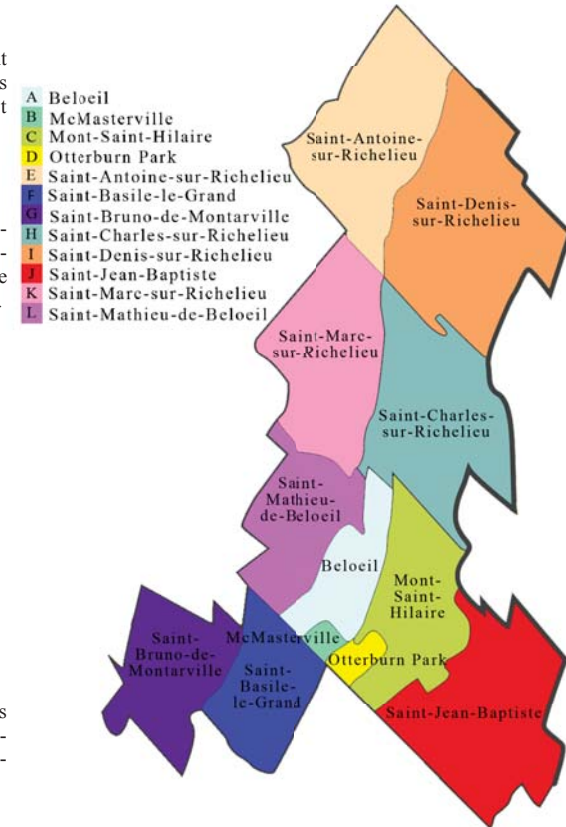 A Beloeil
B McMasterville
C Mont-Saint-Hilaire
D Otterburn Park
E Saint-Antoine-sur-Richelieu
F Saint-Basile-le-Grand
G Saint-Bruno-de-Montarville
H Saint-Charles-sur-Richelieu
I Saint-Denis-sur-Richelieu
J Saint-Jean-Baptiste
K Saint-Marc-sur-Richelieu
L Saint-Mathieu-de-Beloeil
Saint-Antoine-
sur-Richelieu
Saint-Denis-
sur-Richelieu
Saint-Marc-
sur-Richelieu
Saint-Charles-
sur-Richelieu
Saint-
Mathieu-
de-Beloeil
Beloeil
Mont-
Saint-
Hilaire
McMasterville
Saint-
Bruno-de-
Montarville
Otterburn Park
Saint-
Basile-
le-Grand
Saint-Jean-Baptiste